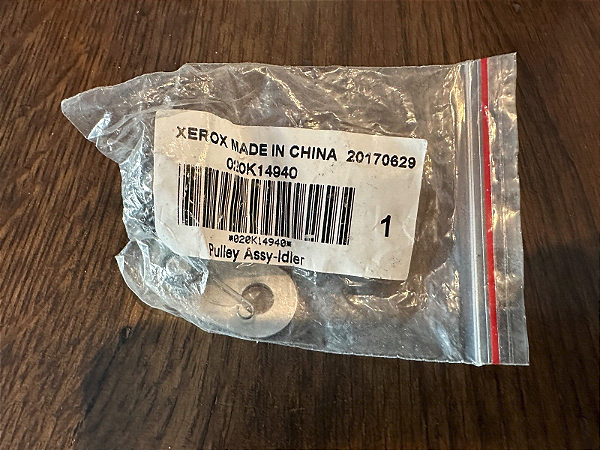 XEROX MADE IN CHINA 20170629
020K14940
1
*020K14940*
Pulley Assy-Idler